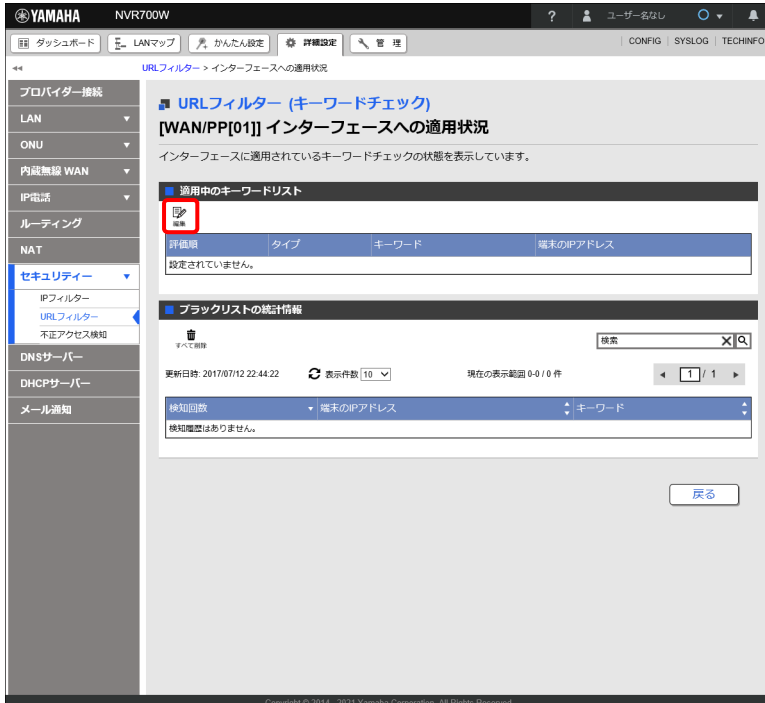 YAMAHA NVR700W ? ユーザー名なし
ダッシュボード LANマップ かんたん設定 詳細設定 管 理 CONFIG SYSLOG TECHINFO
URLフィルター > インターフェースへの適用状況
プロバイダー接続
LAN
ONU
内蔵無線 WAN
IP電話
ルーティング
NAT
セキュリティー
IPフィルター
URLフィルター
不正アクセス検知
DNSサーバー
DHCPサーバー
メール通知
URLフィルター (キーワードチェック)
[WAN/PP[01]] インターフェースへの適用状況
インターフェースに適用されているキーワードチェックの状態を表示しています。
適用中のキーワードリスト
編集
評価順 タイプ キーワード 端末のIPアドレス
設定されていません。
ブラックリストの統計情報
すべて削除 検索
更新日時: 2017/07/12 22:44:22 表示件数 10 現在の表示範囲 0-0 / 0 件 1 / 1
検知回数 端末のIPアドレス キーワード
検知履歴はありません。
戻る
Copyright © 2014 - 2021 Yamaha Corporation. All Rights Reserved.